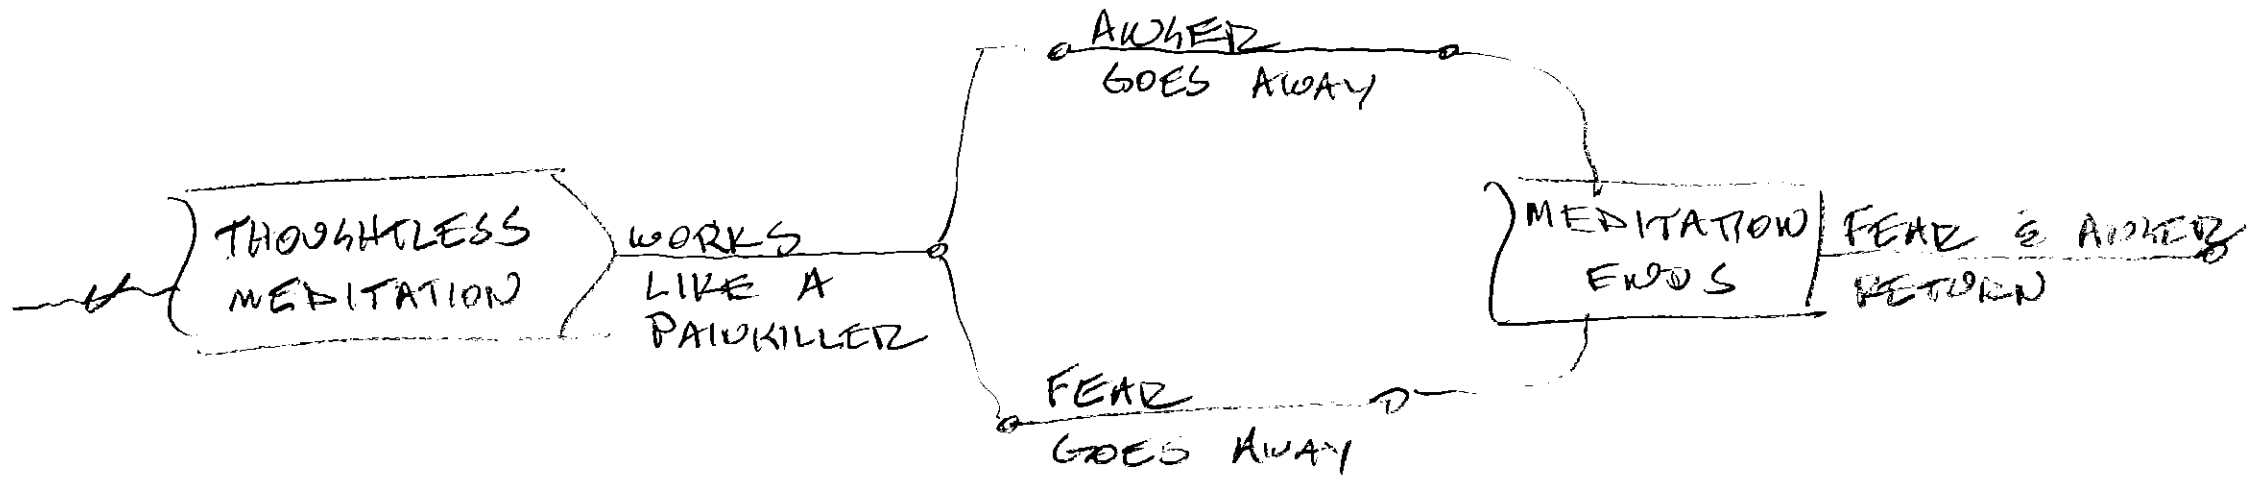 THOUGHTLESS
MEDITATION
WORKS
LIKE A
PAINKILLER
ANGER
GOES AWAY
FEAR
GOES AWAY
MEDITATION
ENDS
FEAR & ANGER
RETURN